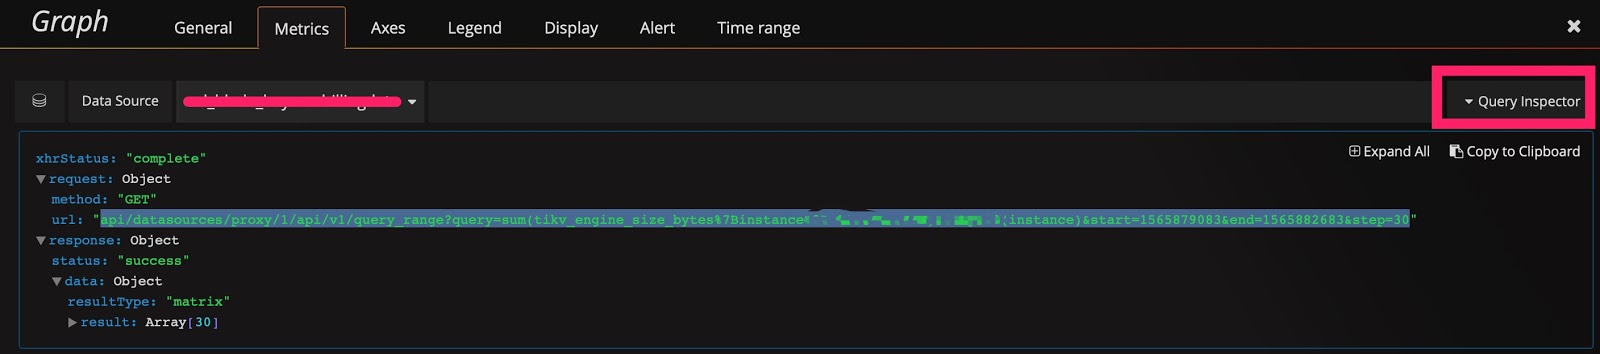 Graph General Metrics Axes Legend Display Alert Time range
Data Source Query Inspector
Expand All Copy to Clipboard
xhrStatus: "complete"
request: Object
method: "GET"
url: "api/datasources/proxy/1/api/v1/query_range?query=sum(tikv_engine_size_bytes%7Binstance (instance)&start=1565879083&end=1565882683&step=30"
response: Object
status: "success"
data: Object
resultType: "matrix"
result: Array[30]